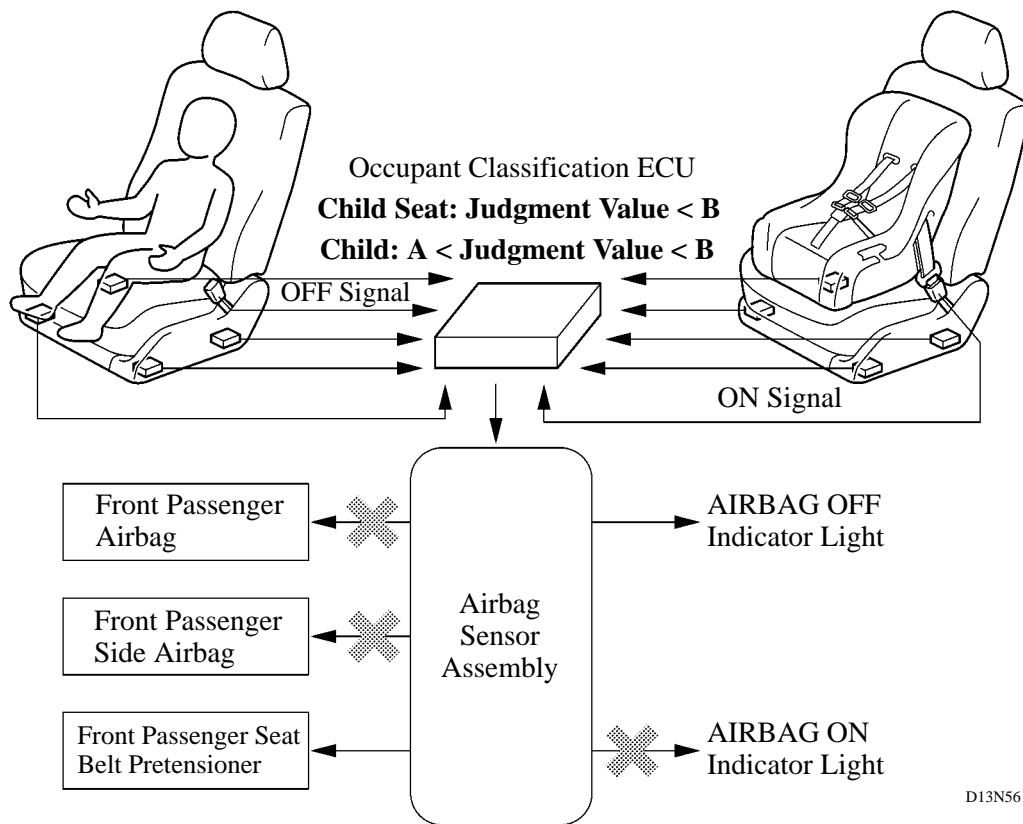 Occupant Classification ECU
Child Seat: Judgment Value < B
Child: A < Judgment Value < B
OFF Signal
ON Signal
Front Passenger
Airbag
AIRBAG OFF
Indicator Light
Front Passenger
Side Airbag
Airbag
Sensor
Assembly
Front Passenger Seat
Belt Pretensioner
AIRBAG ON
Indicator Light
D13N56